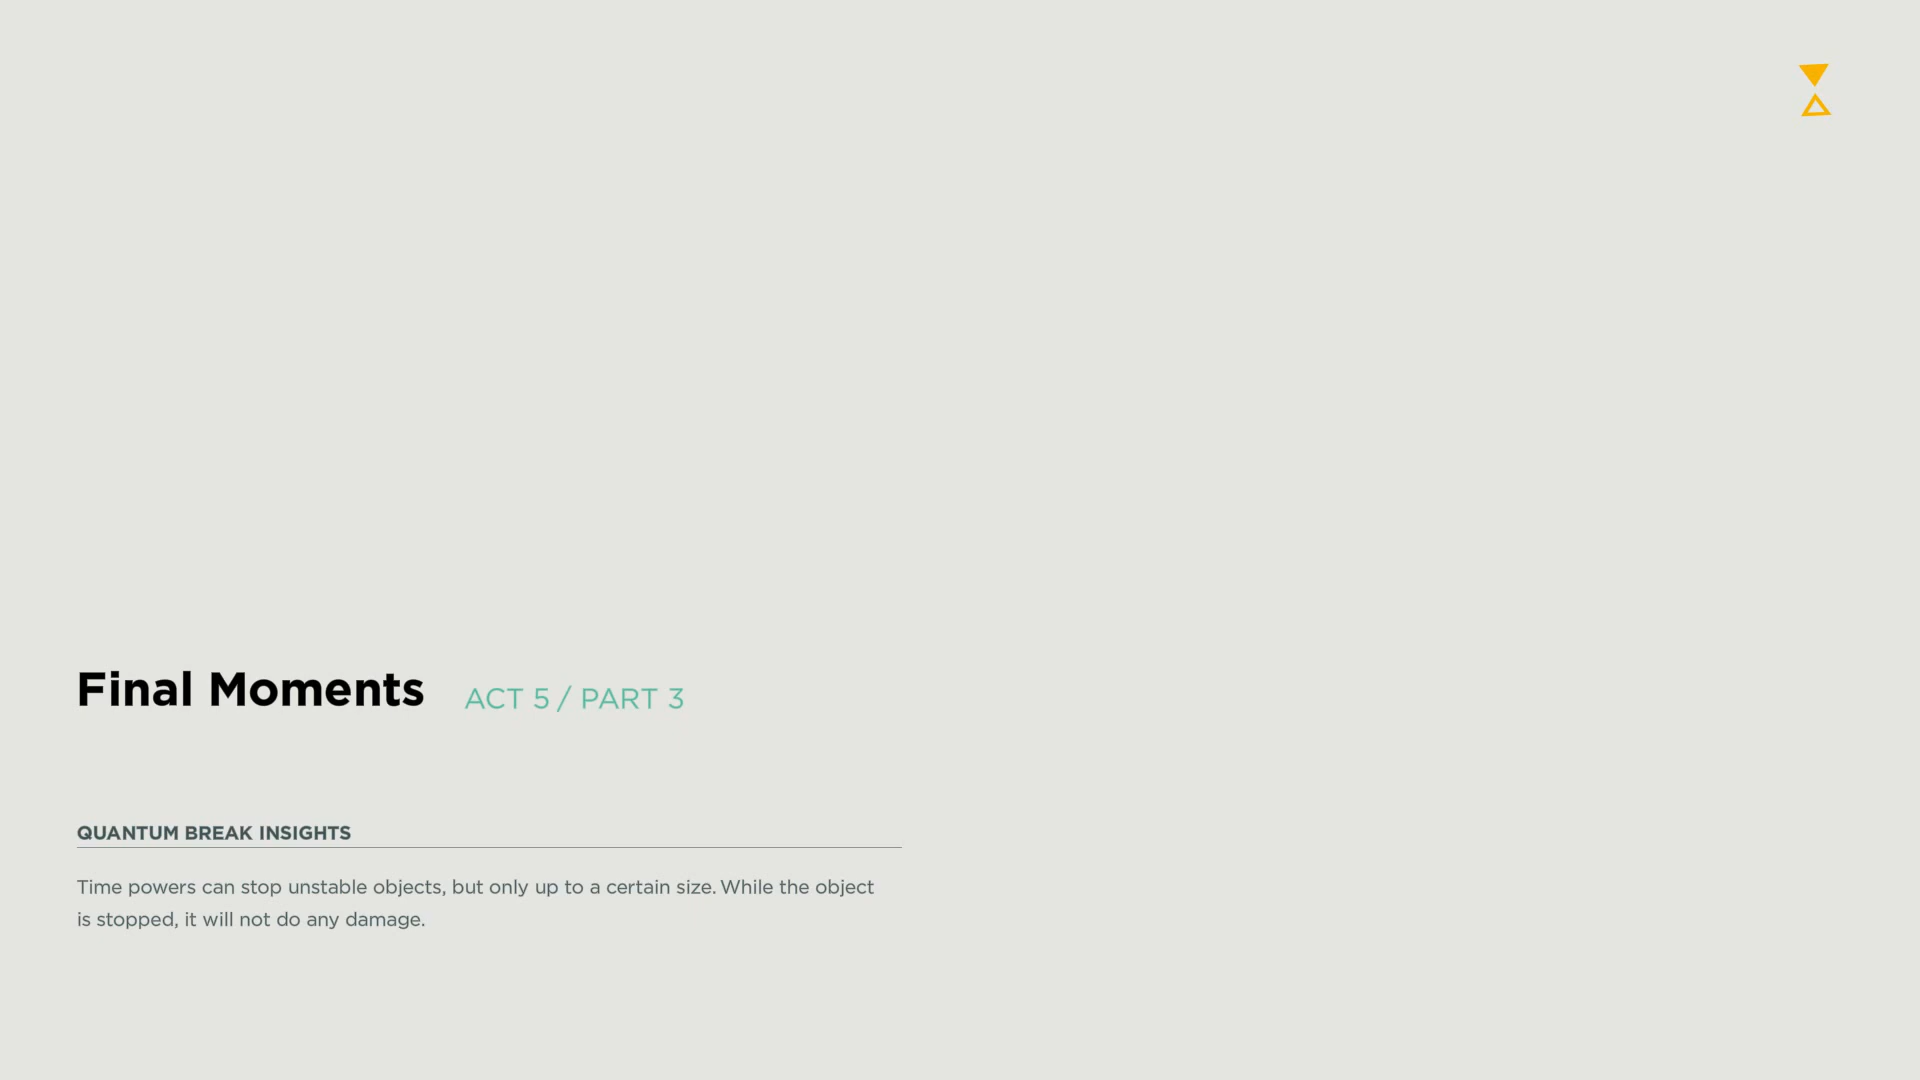 Final Moments ACT 5 / PART 3
QUANTUM BREAK INSIGHTS
Time powers can stop unstable objects, but only up to a certain size. While the object
is stopped, it will not do any damage.